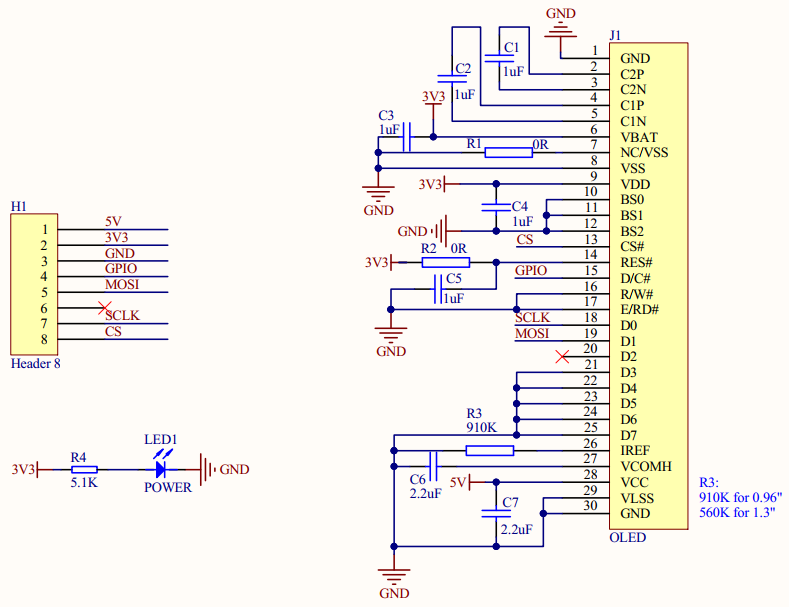 H1
1 5V
2 3V3
3 GND
4 GPIO
5 MOSI
6
7 SCLK
8 CS
Header 8
3V3
R4
5.1K
LED1
POWER
GND
GND
J1
C1
1uF
C2
1uF
3V3
C3
1uF
R1 0R
GND
3V3
C4
1uF
GND
CS
R2 0R
3V3
GPIO
C5
1uF
GND
SCLK
MOSI
R3
910K
C6
2.2uF
5V
C7
2.2uF
GND
1 GND
2 C2P
3 C2N
4 C1P
5 C1N
6 VBAT
7 NC/VSS
8 VSS
9 VDD
10 BS0
11 BS1
12 BS2
13 CS#
14 RES#
15 D/C#
16 R/W#
17 E/RD#
18 D0
19 D1
20 D2
21 D3
22 D4
23 D5
24 D6
25 D7
26 IREF
27 VCOMH
28 VCC
29 VLSS
30 GND
OLED
R3:
910K for 0.96"
560K for 1.3"